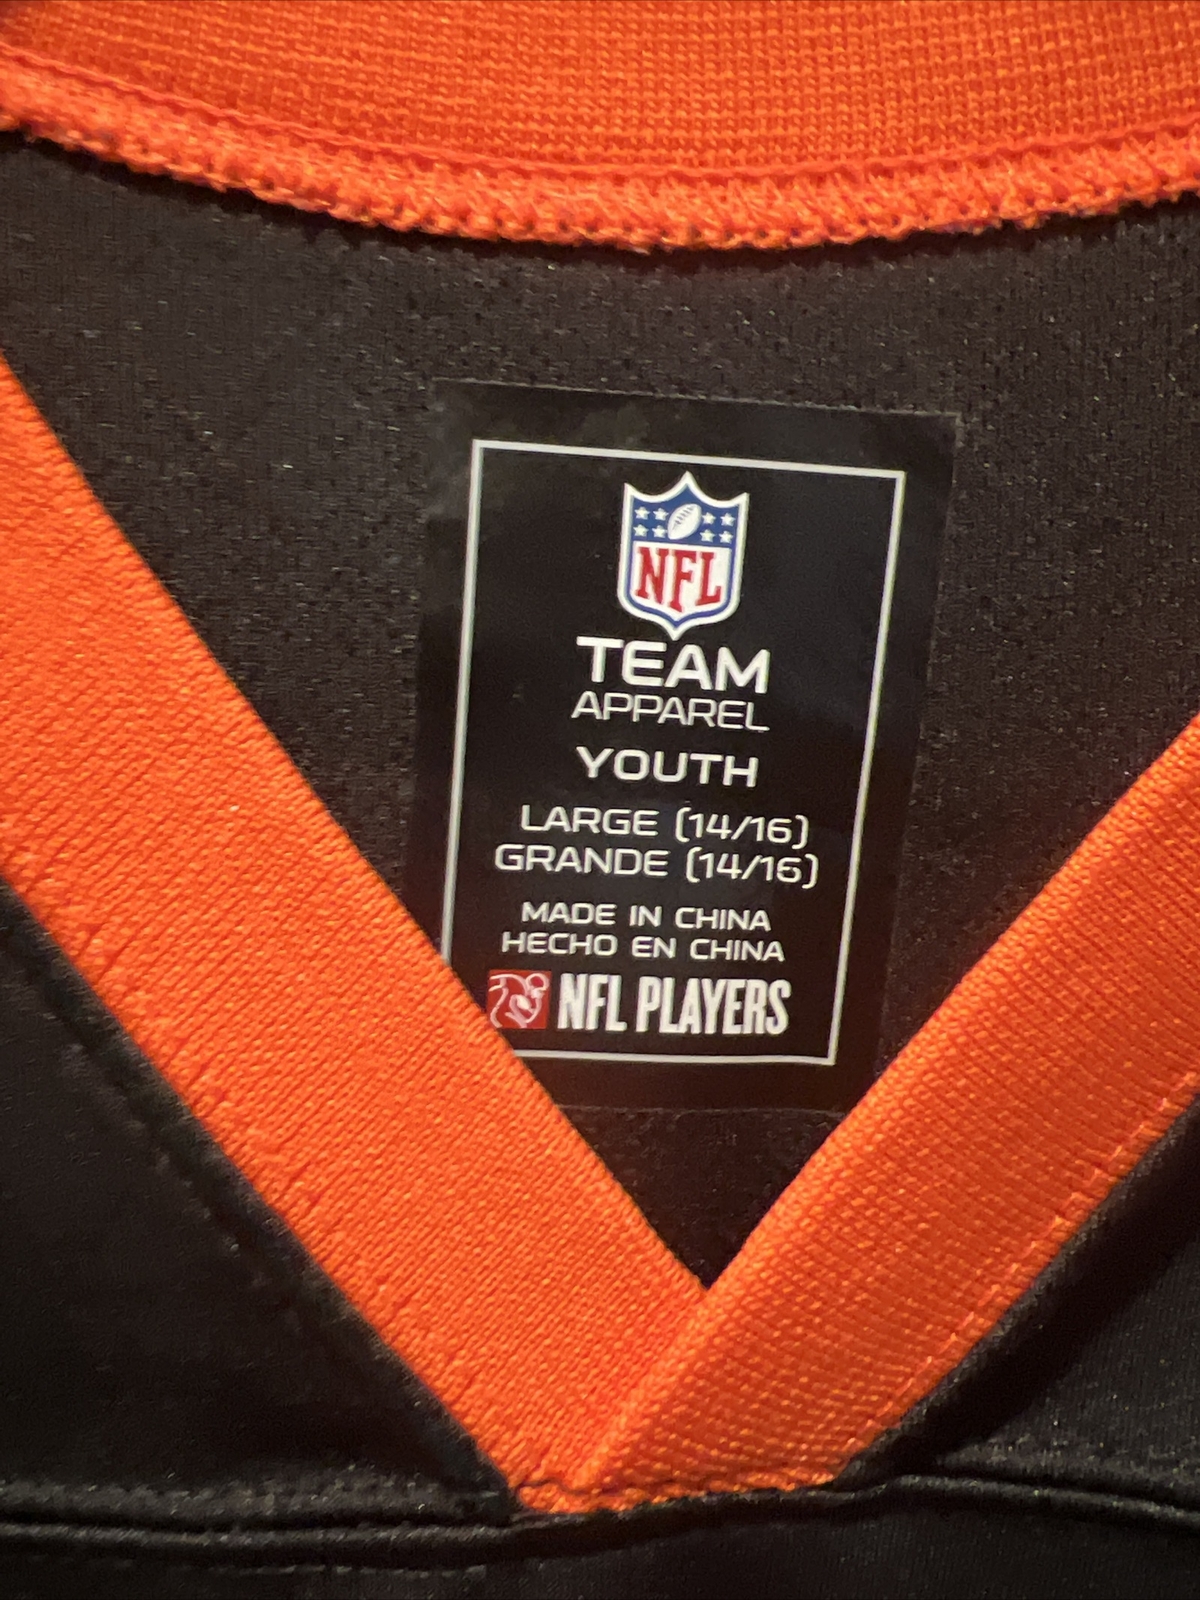 NFL
TEAM
APPAREL
YOUTH
LARGE (14/16)
GRANDE (14/16)
MADE IN CHINA
HECHO EN CHINA
NFL PLAYERS